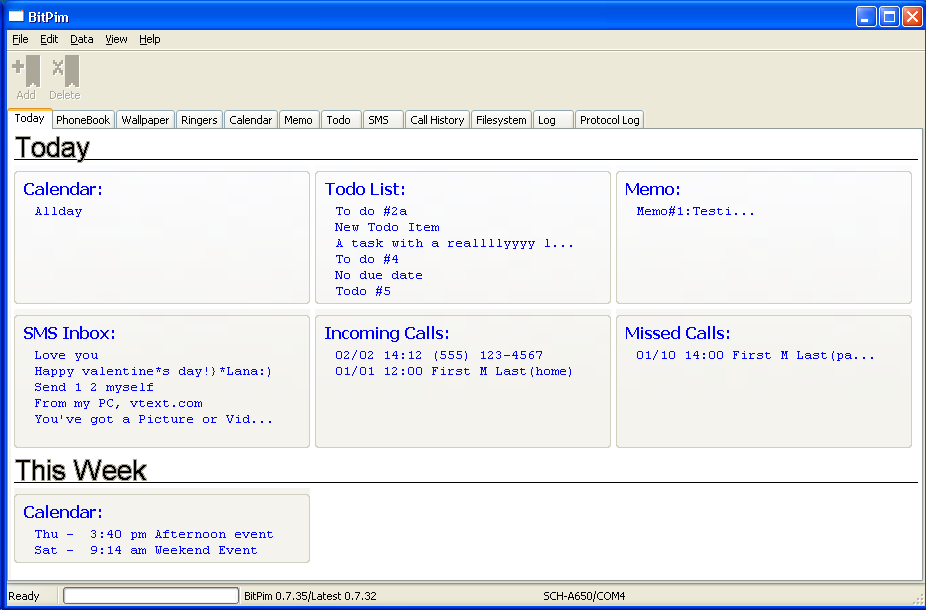 BitPim
File Edit Data View Help
Add Delete
Today PhoneBook Wallpaper Ringers Calendar Memo Todo SMS Call History Filesystem Log Protocol Log
Today
Calendar:
Allday
Todo List:
To do #2a
New Todo Item
A task with a reallllyyyy l...
To do #4
No due date
Todo #5
Memo:
Memo#1:Testi...
SMS Inbox:
Love you
Happy valentine*s day!}*Lana:)
Send 1 2 myself
From my PC, vtext.com
You've got a Picture or Vid...
Incoming Calls:
02/02 14:12 (555) 123-4567
01/01 12:00 First M Last(home)
Missed Calls:
01/10 14:00 First M Last(pa...
This Week
Calendar:
Thu -  3:40 pm Afternoon event
Sat -  9:14 am Weekend Event
Ready BitPim 0.7.35/Latest 0.7.32 SCH-A650/COM4